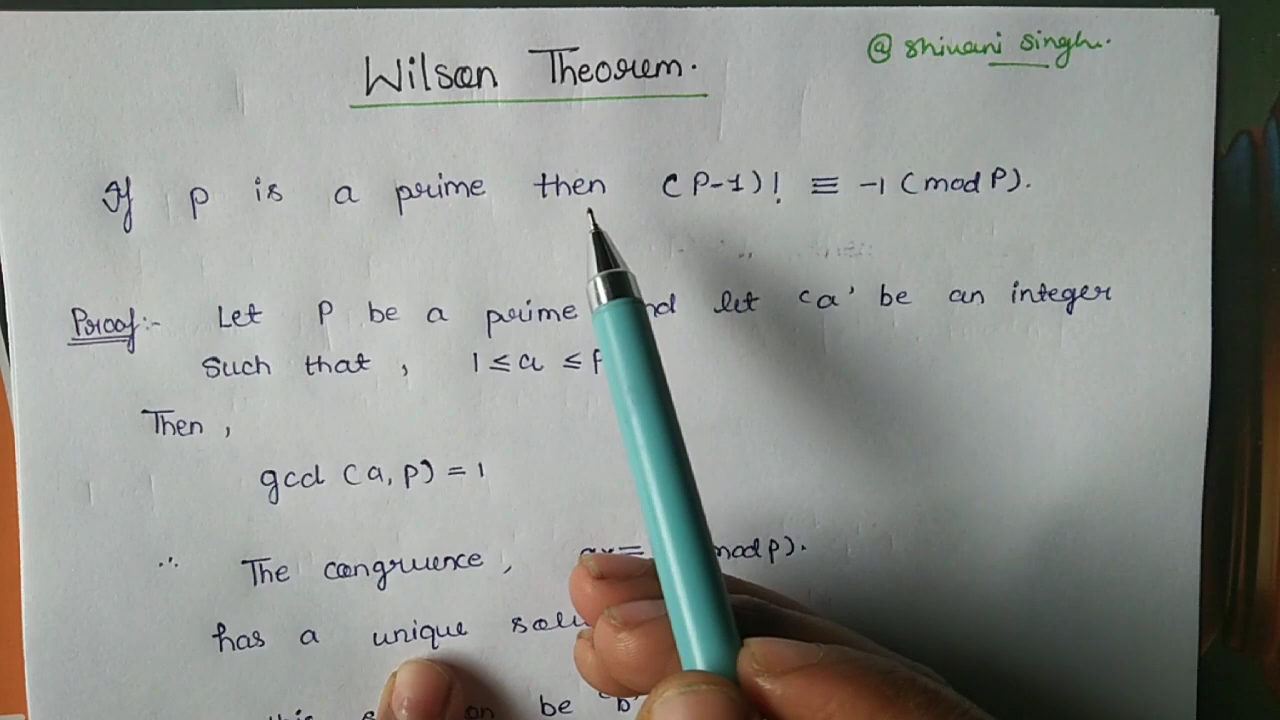 Wilson Theorem.
@ shivani singh.
If p is a prime then (P-1)! ≡ -1 (mod P).
Proof:- Let P be a prime let 'a' be an integer
Such that , 1 ≤ a ≤
Then ,
gcd (a, p) = 1
∴ The congruence , ax ≡ mod p).
has a unique
be 'b'